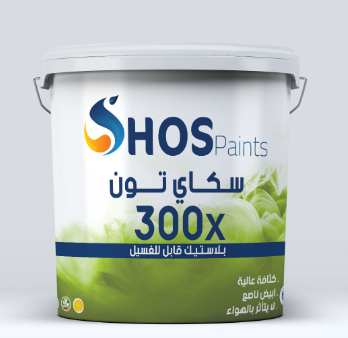 SHOS Paints
سكاي تون
300x
بلاستيك قابل للغسيل
. كثافة عالية
. ابيض ناصع
. لا يتأثر بالهواء